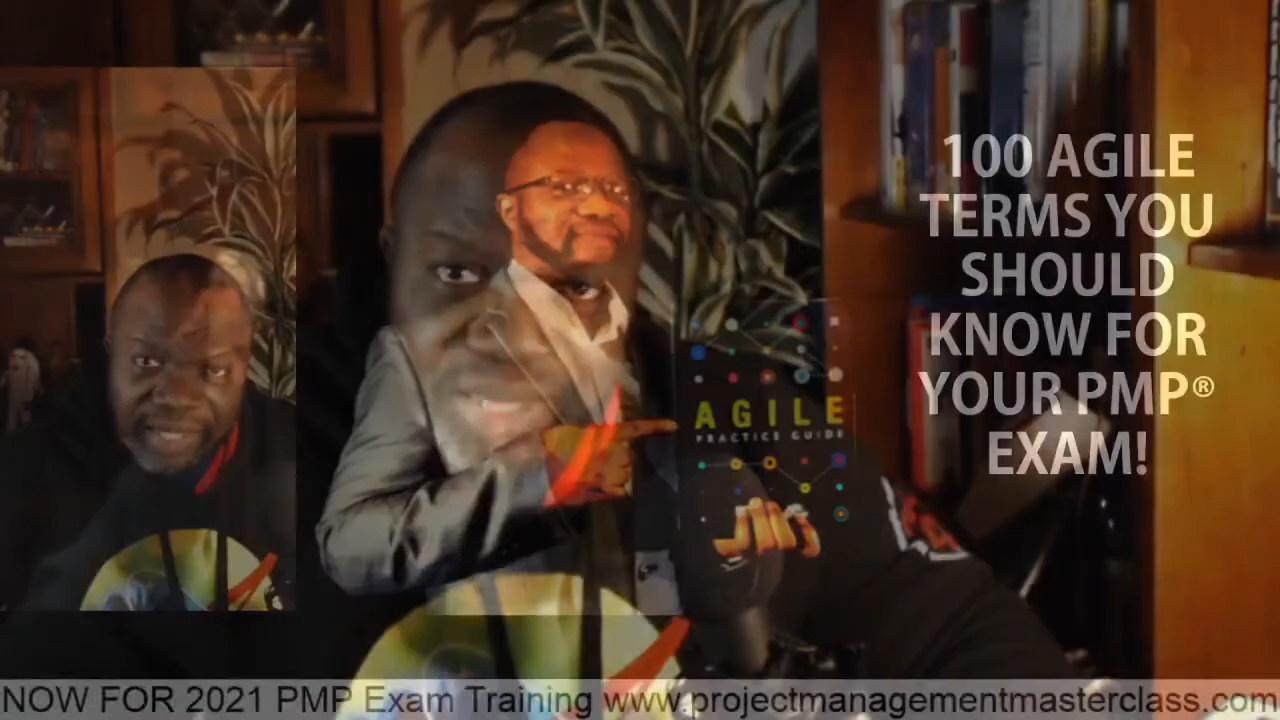 100 AGILE
TERMS YOU
SHOULD
KNOW FOR
YOUR PMP®
EXAM!
AGILE
PRACTICE GUIDE
NOW FOR 2021 PMP Exam Training www.projectmanagementmasterclass.com